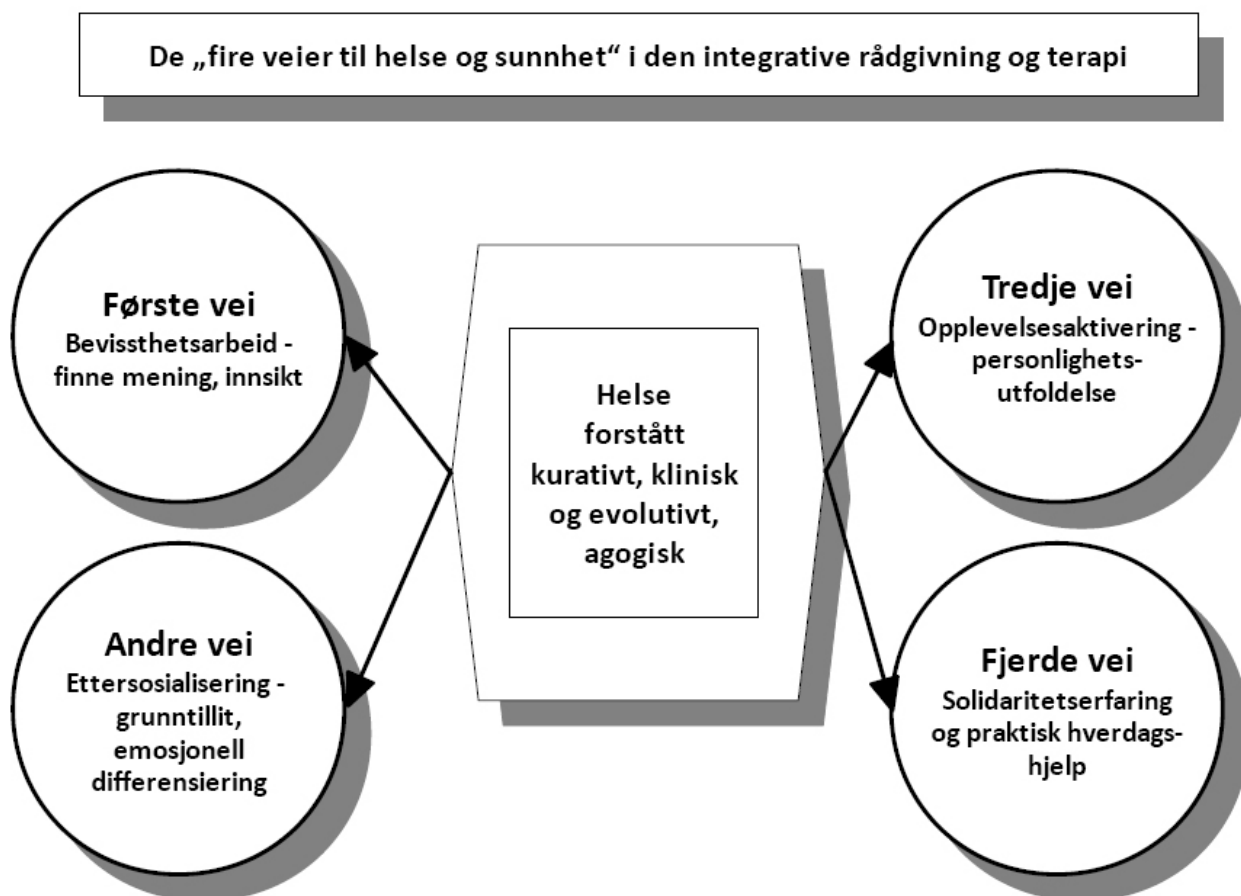 De „fire veier til helse og sunnhet“ i den integrative rådgivning og terapi
Første vei
Bevissthetsarbeid -
finne mening, innsikt
Andre vei
Ettersosialisering -
grunntillit,
emosjonell
differensiering
Helse
forstått
kurativt, klinisk
og evolutivt,
agogisk
Tredje vei
Opplevelsesaktivering -
personlighets-
utfoldelse
Fjerde vei
Solidaritetserfaring
og praktisk hverdags-
hjelp